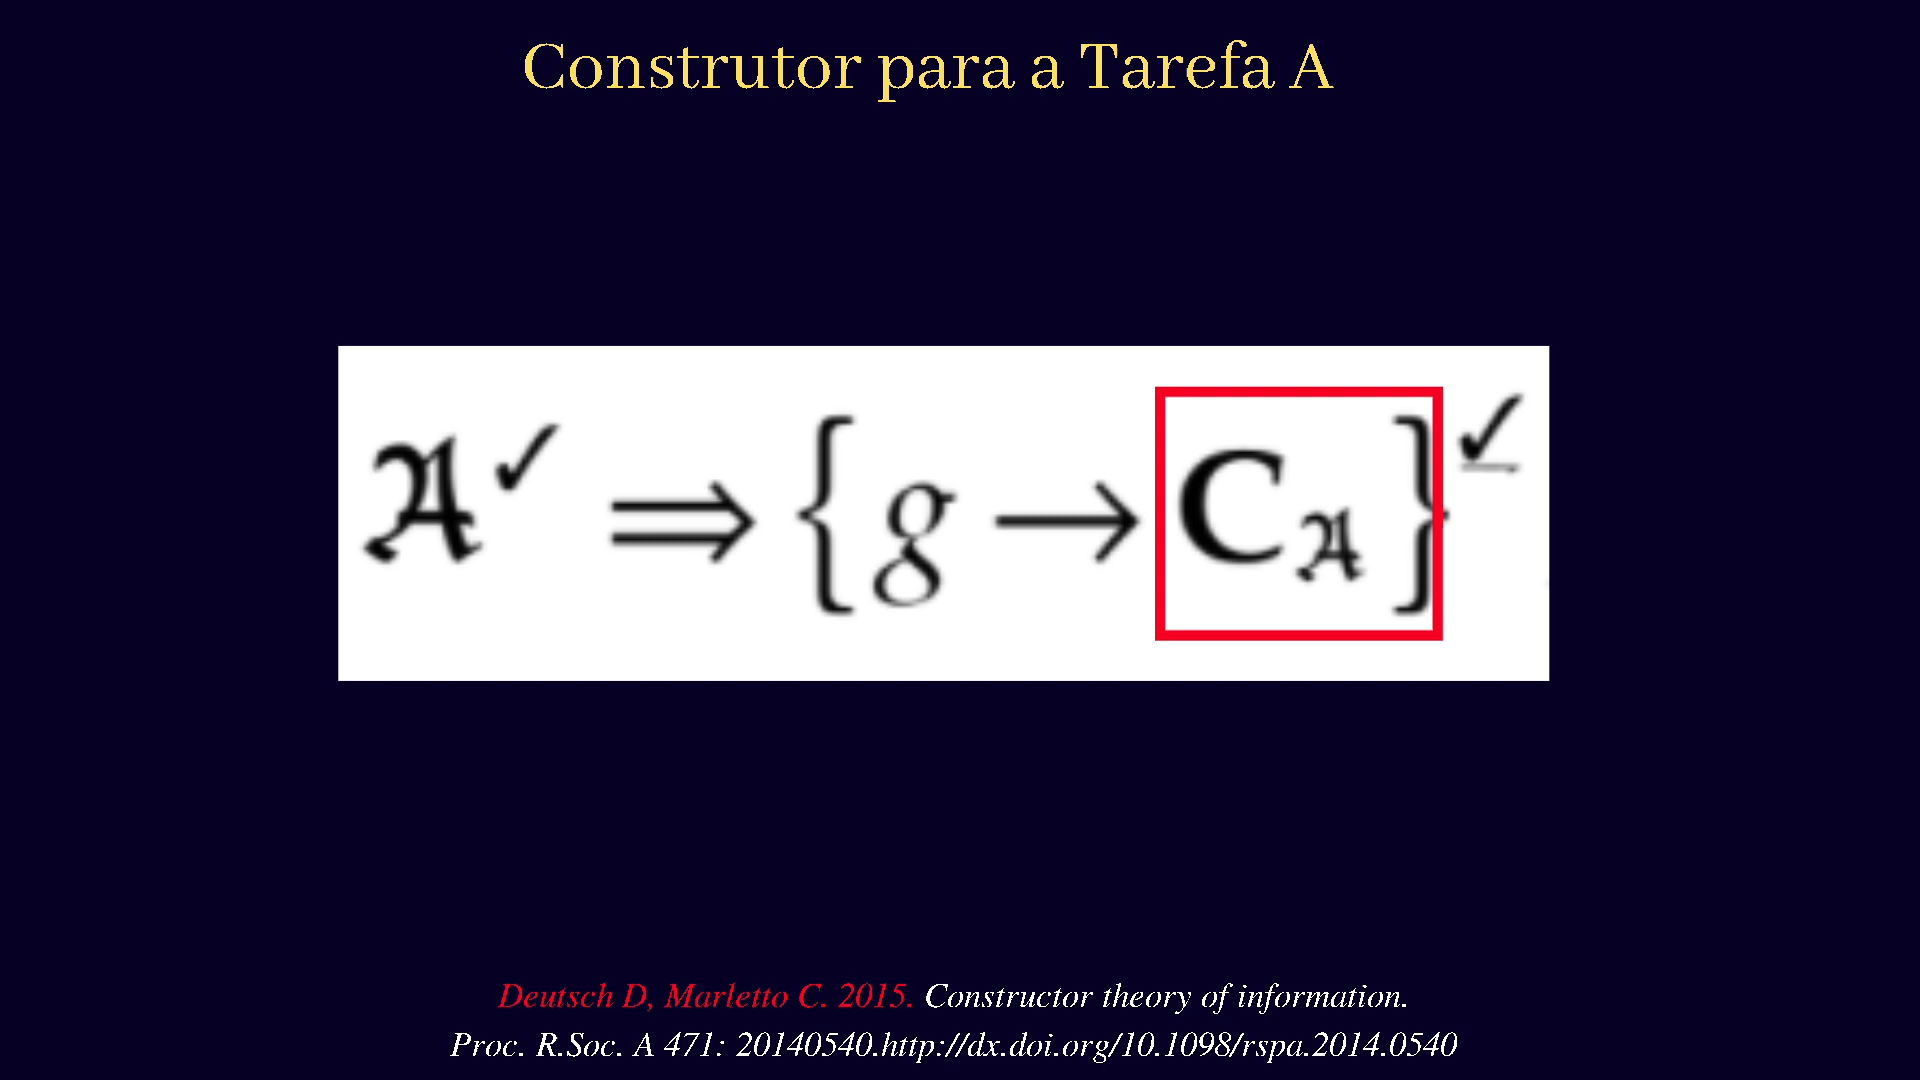 Construtor para a Tarefa A
𝔄✓ ⇒ {g → C𝔄}✓
Deutsch D, Marletto C. 2015. Constructor theory of information.
Proc. R.Soc. A 471: 20140540.http://dx.doi.org/10.1098/rspa.2014.0540